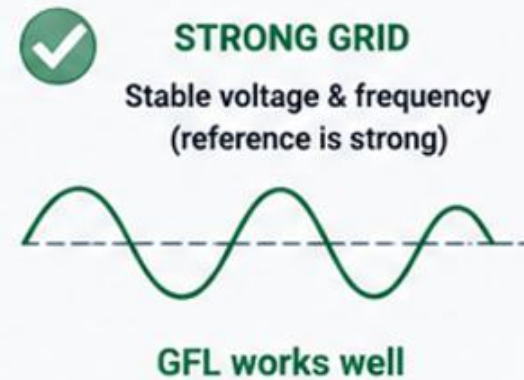 STRONG GRID
Stable voltage & frequency
(reference is strong)
GFL works well